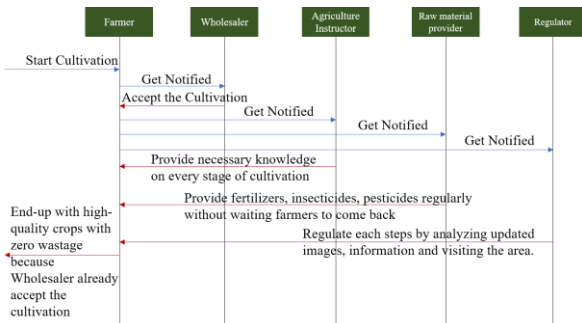 Farmer
Wholesaler
Agriculture
Instructor
Raw material
provider
Regulator
Start Cultivation
Get Notified
Accept the Cultivation
Get Notified
Get Notified
Get Notified
Provide necessary knowledge
on every stage of cultivation
Provide fertilizers, insecticides, pesticides regularly
without waiting farmers to come back
Regulate each steps by analyzing updated
images, information and visiting the area.
End-up with high-
quality crops with
zero wastage
because
Wholesaler already
accept the
cultivation